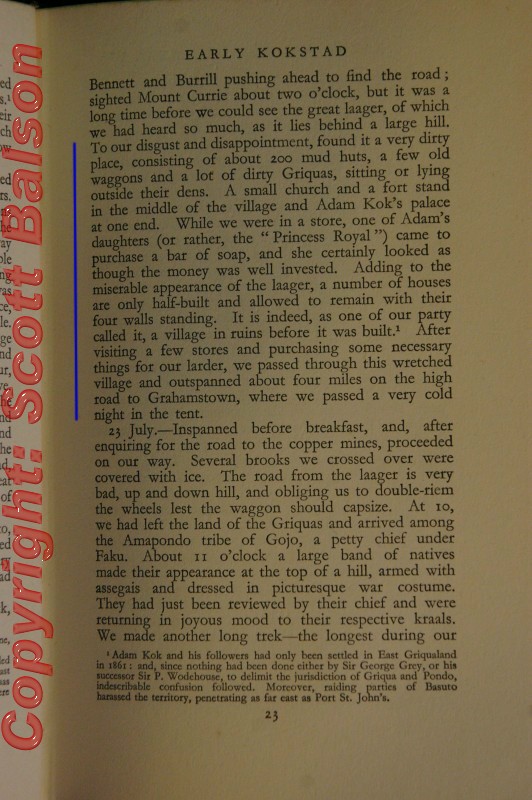 EARLY KOKSTAD
Bennett and Burrill pushing ahead to find the road;
sighted Mount Currie about two o'clock, but it was a
long time before we could see the great laager, of which
we had heard so much, as it lies behind a large hill.
To our disgust and disappointment, found it a very dirty
place, consisting of about 200 mud huts, a few old
waggons and a lot of dirty Griquas, sitting or lying
outside their dens. A small church and a fort stand
in the middle of the village and Adam Kok's palace
at one end. While we were in a store, one of Adam's
daughters (or rather, the "Princess Royal") came to
purchase a bar of soap, and she certainly looked as
though the money was well invested. Adding to the
miserable appearance of the laager, a number of houses
are only half-built and allowed to remain with their
four walls standing. It is indeed, as one of our party
called it, a village in ruins before it was built.¹ After
visiting a few stores and purchasing some necessary
things for our larder, we passed through this wretched
village and outspanned about four miles on the high
road to Grahamstown, where we passed a very cold
night in the tent.
23 July.—Inspanned before breakfast, and, after
enquiring for the road to the copper mines, proceeded
on our way. Several brooks we crossed over were
covered with ice. The road from the laager is very
bad, up and down hill, and obliging us to double-riem
the wheels lest the waggon should capsize. At 10,
we had left the land of the Griquas and arrived among
the Amapondo tribe of Gojo, a petty chief under
Faku. About 11 o'clock a large band of natives
made their appearance at the top of a hill, armed with
assegais and dressed in picturesque war costume.
They had just been reviewed by their chief and were
returning in joyous mood to their respective kraals.
We made another long trek—the longest during our
¹ Adam Kok and his followers had only been settled in East Griqualand
in 1861: and, since nothing had been done either by Sir George Grey, or his
successor Sir P. Wodehouse, to delimit the jurisdiction of Griqua and Pondo,
indescribable confusion followed. Moreover, raiding parties of Basuto
harassed the territory, penetrating as far east as Port St. John's.
23
Copyright: Scott Balson